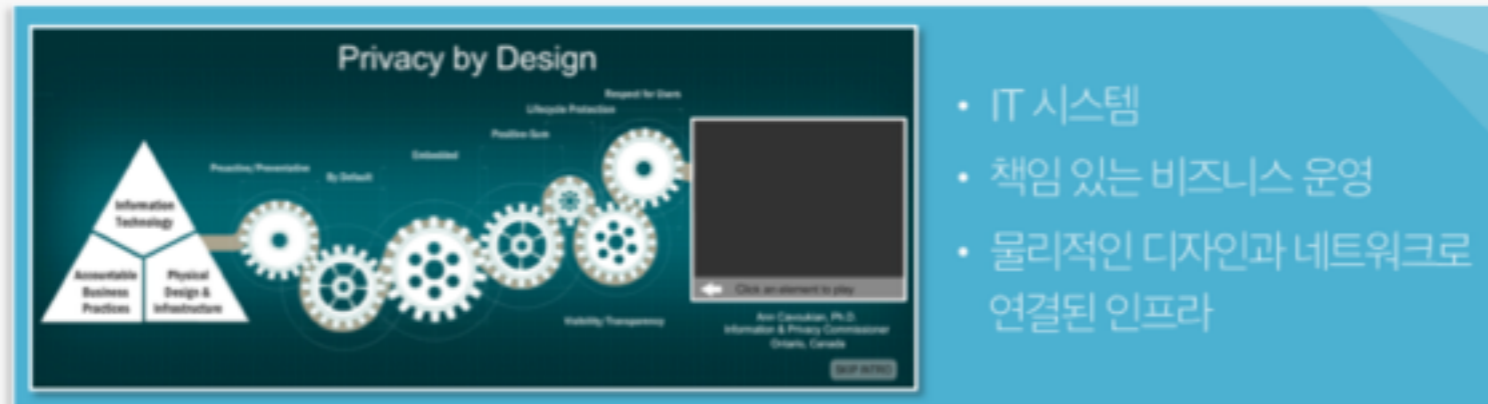 Privacy by Design
Respect for Users
Lifecycle Protection
Positive-Sum
Embedded
Proactive/Preventative
By Default
Information
Technology
Accountable
Business
Practices
Physical
Design &
Infrastructure
Visibility/Transparency
Click an element to play
Ann Cavoukian, Ph.D.
Information & Privacy Commissioner
Ontario, Canada
SKIP INTRO
• IT 시스템
• 책임 있는 비즈니스 운영
• 물리적인 디자인과 네트워크로
연결된 인프라